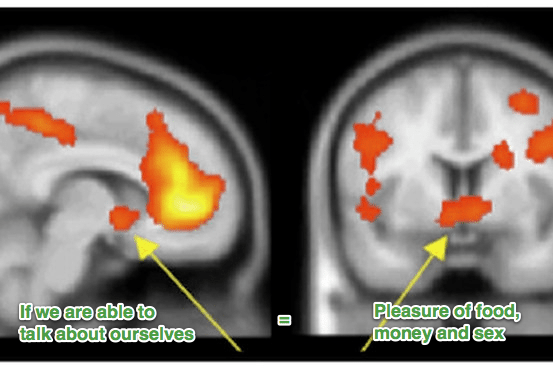 If we are able to
talk about ourselves
=
Pleasure of food,
money and sex